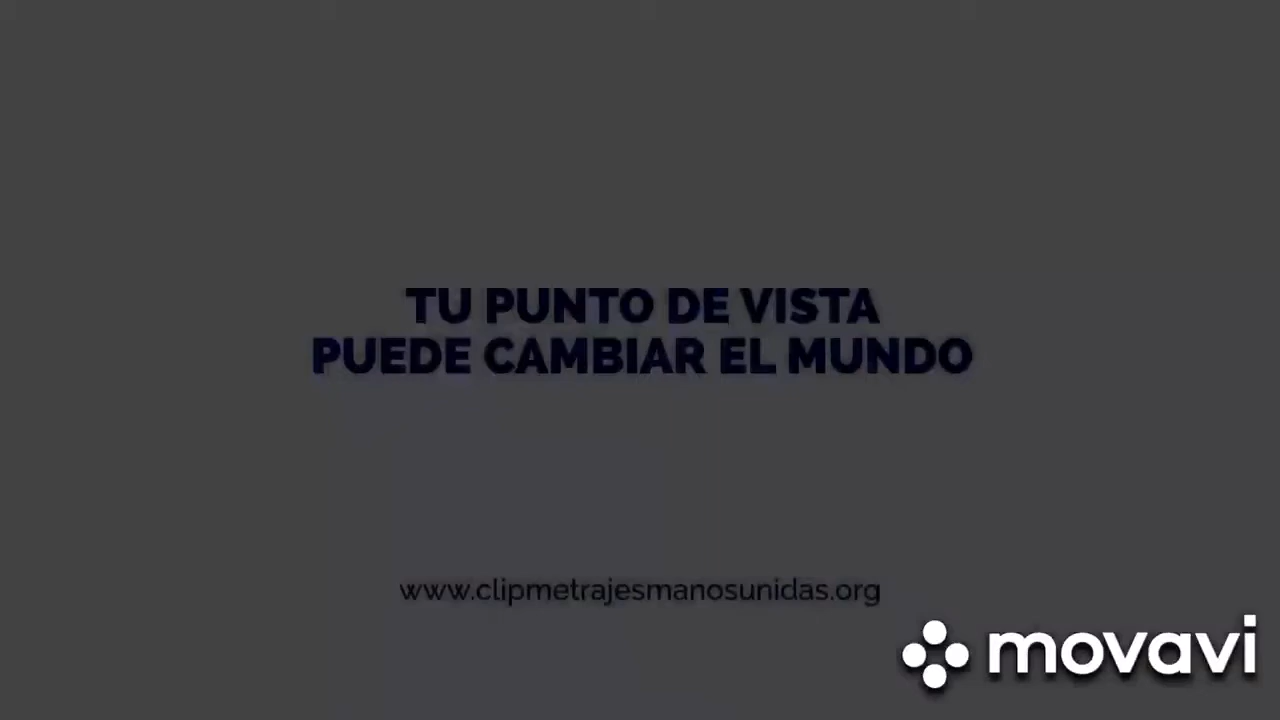 TU PUNTO DE VISTA
PUEDE CAMBIAR EL MUNDO
www.clipmetrajesmanosunidas.org
movavi